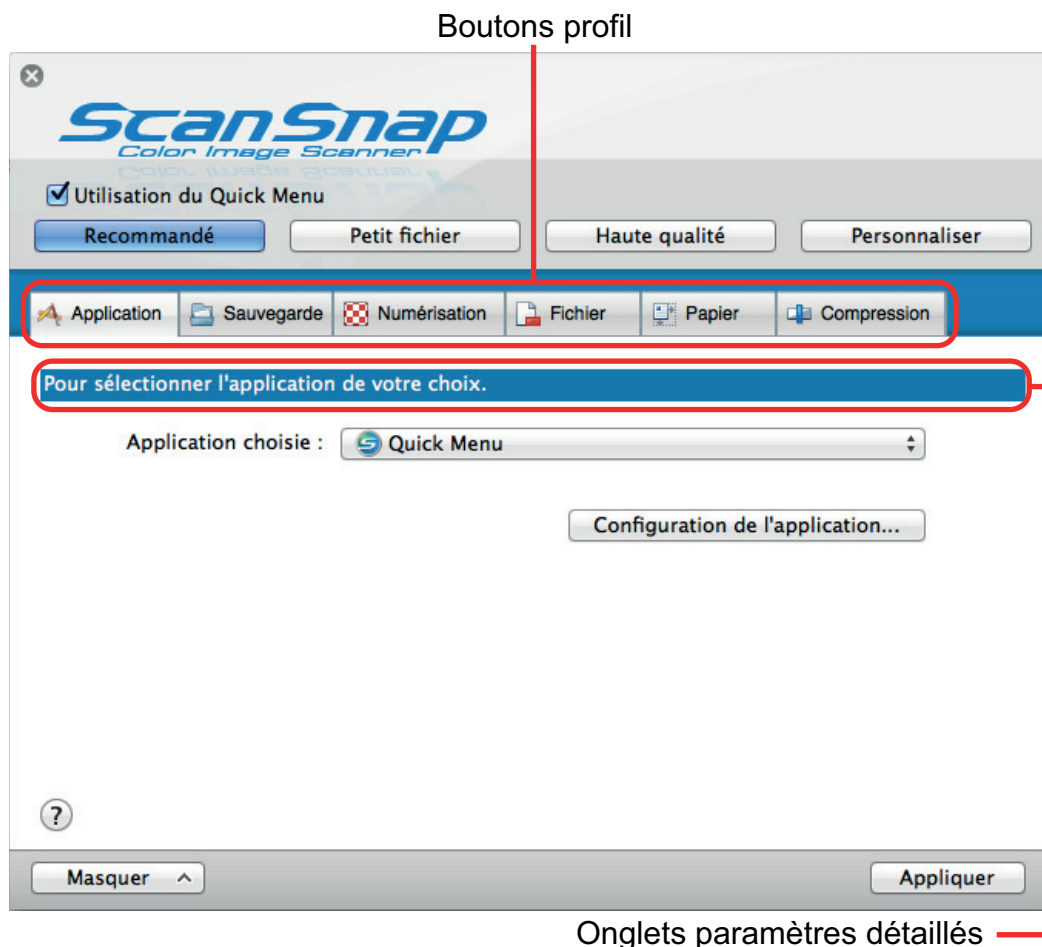 Boutons profil
ScanSnap
Color Image Scanner
Utilisation du Quick Menu
Recommandé Petit fichier Haute qualité Personnaliser
Application Sauvegarde Numérisation Fichier Papier Compression
Pour sélectionner l'application de votre choix.
Application choisie : Quick Menu
Configuration de l'application...
?
Masquer Appliquer
Onglets paramètres détaillés